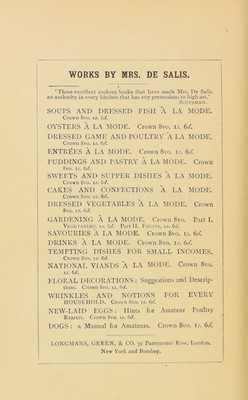 WORKS BY MRS. DE SALIS.
"Those excellent cookery books that have made Mrs. De Salis
an authority in every kitchen that has any pretensions to high art."
SCOTSMAN.
SOUPS AND DRESSED FISH À LA MODE.
Crown 8vo. 1s. 6d.
OYSTERS À LA MODE. Crown 8vo. 1s. 6d.
DRESSED GAME AND POULTRY À LA MODE.
Crown 8vo. 1s. 6d.
ENTRÉES À LA MODE. Crown 8vo. 1s. 6d.
PUDDINGS AND PASTRY À LA MODE. Crown
8vo. 1s. 6d.
SWEETS AND SUPPER DISHES À LA MODE.
Crown 8vo. 1s. 6d.
CAKES AND CONFECTIONS À LA MODE.
Crown 8vo. 1s. 6d.
DRESSED VEGETABLES À LA MODE. Crown
8vo. 1s. 6d.
GARDENING À LA MODE. Crown 8vo. Part I.
VEGETABLES, 1s. 6d. Part II. FRUITS, 1s. 6d.
SAVOURIES À LA MODE. Crown 8vo. 1s. 6d.
DRINKS À LA MODE. Crown 8vo. 1s. 6d.
TEMPTING DISHES FOR SMALL INCOMES.
Crown 8vo. 1s. 6d.
NATIONAL VIANDS À LA MODE. Crown 8vo.
1s. 6d.
FLORAL DECORATIONS: Suggestions and Descrip-
tions. Crown 8vo. 1s. 6d.
WRINKLES AND NOTIONS FOR EVERY
HOUSEHOLD. Crown 8vo. 1s. 6d.
NEW-LAID EGGS: Hints for Amateur Poultry
Rearers. Crown 8vo. 1s. 6d.
DOGS: a Manual for Amateurs. Crown 8vo. 1s. 6d.
LONGMANS, GREEN, & CO. 39 Paternoster Row, London,
New York and Bombay.